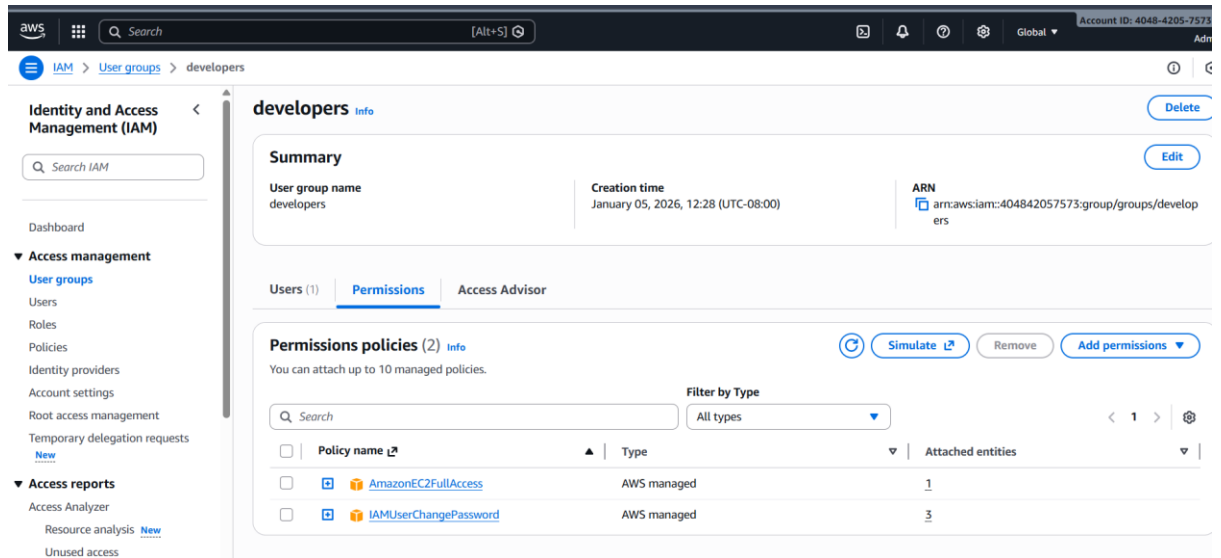 aws
Search [Alt+S]
Global
Account ID: 4048-4205-7573
IAM > User groups > developers
Identity and Access
Management (IAM)
Search IAM
Dashboard
Access management
User groups
Users
Roles
Policies
Identity providers
Account settings
Root access management
Temporary delegation requests
New
Access reports
Access Analyzer
Resource analysis New
Unused access
developers Info
Delete
Summary
Edit
User group name
developers
Creation time
January 05, 2026, 12:28 (UTC-08:00)
ARN
arn:aws:iam::404842057573:group/groups/develop
ers
Users (1) Permissions Access Advisor
Permissions policies (2) Info
Simulate Remove Add permissions
You can attach up to 10 managed policies.
Filter by Type
Search
All types
1
Policy name Type Attached entities
AmazonEC2FullAccess AWS managed 1
IAMUserChangePassword AWS managed 3